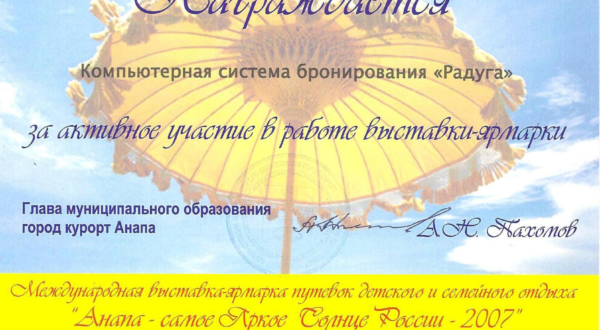 Награждается
Компьютерная система бронирования «Радуга»
за активное участие в работе выставки-ярмарки
Глава муниципального образования
город курорт Анапа
А.Н. Пахомов
Международная выставка-ярмарка путевок детского и семейного отдыха
"Анапа - самое Яркое Солнце России - 2007"